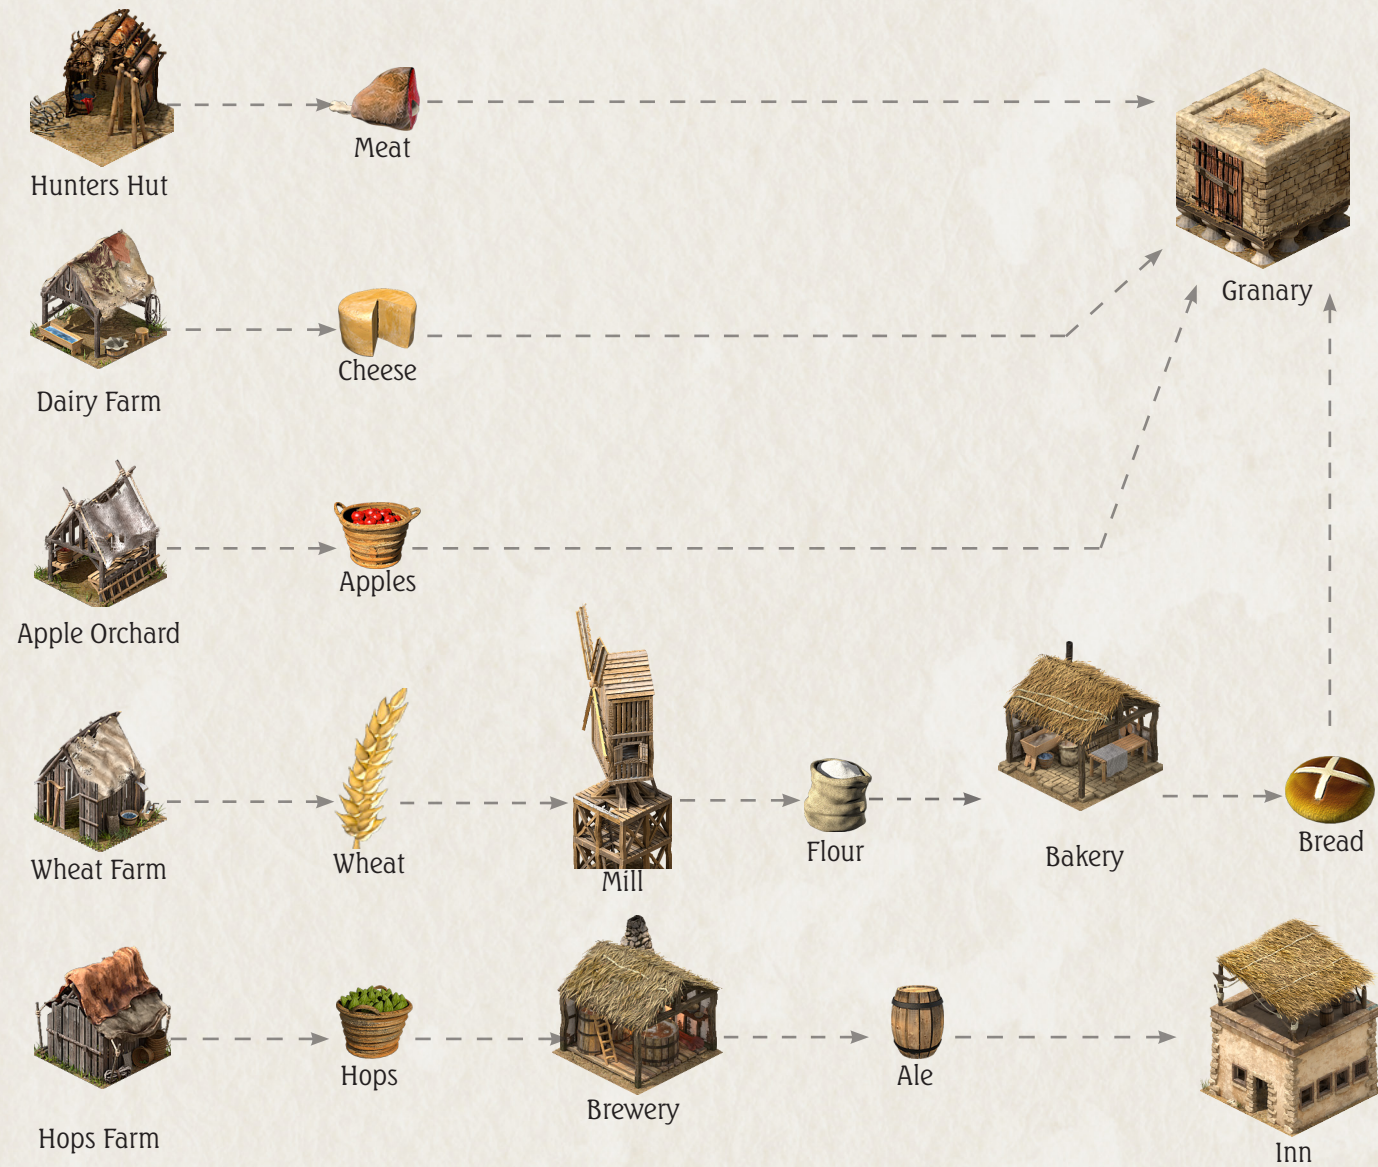 Meat
Hunters Hut
Granary
Cheese
Dairy Farm
Apples
Apple Orchard
Wheat Farm
Wheat
Mill
Flour
Bakery
Bread
Hops Farm
Hops
Brewery
Ale
Inn